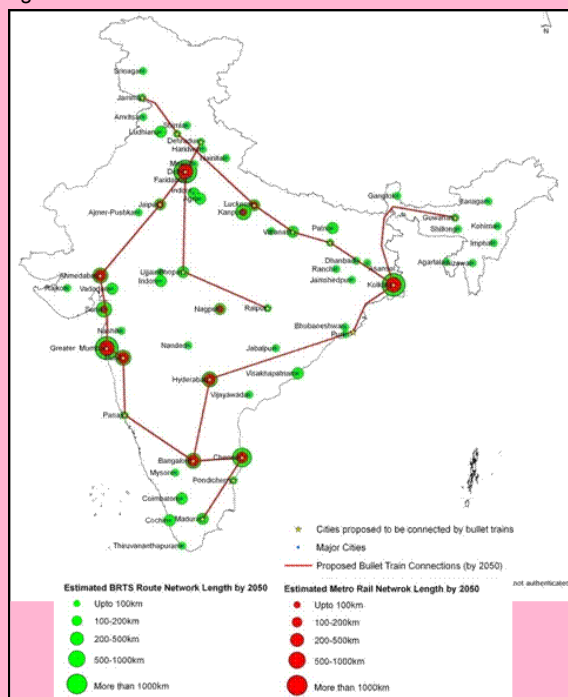 N
Srinagar
Jammu
Amritsar
Shimla
Ludhiana
Dehradun
Haridwar
Nainital
Meerut
Delhi
Faridabad
Gangtok
Itanagar
Indore
Agra
Jaipur
Lucknow
Ajmer-Pushkar
Kanpur
Guwahati
Kohima
Patna
Shillong
Varanasi
Imphal
Dhanbad
Asansol
Agartala
Aizawal
Ahmedabad
Ujjain
Bhopal
Ranchi
Indore
Jamshedpur
Kolkata
Rajkot
Vadodara
Surat
Nagpur
Raipur
Bhubaneshwar
Puri
Nashik
Greater Mumbai
Nanded
Jabalpur
Hyderabad
Visakhapatnam
Vijayawada
Panaji
Bangalore
Chennai
Mysore
Pondicherry
Coimbatore
Cochin
Madurai
Thiruvananthapuram
Cities proposed to be connected by bullet trains
Major Cities
Proposed Bullet Train Connections (by 2050)
not authenticated
Estimated BRTS Route Network Length by 2050
Upto 100km
100-200km
200-500km
500-1000km
More than 1000km
Estimated Metro Rail Netwrok Length by 2050
Upto 100km
100-200km
200-500km
500-1000km
More than 1000km